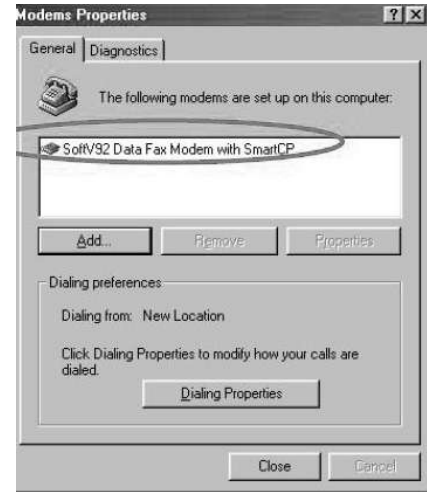 Modems Properties
General Diagnostics
The following modems are set up on this computer:
SoftV92 Data Fax Modem with SmartCP
Add... Remove Properties
Dialing preferences
Dialing from: New Location
Click Dialing Properties to modify how your calls are
dialed.
Dialing Properties
Close Cancel